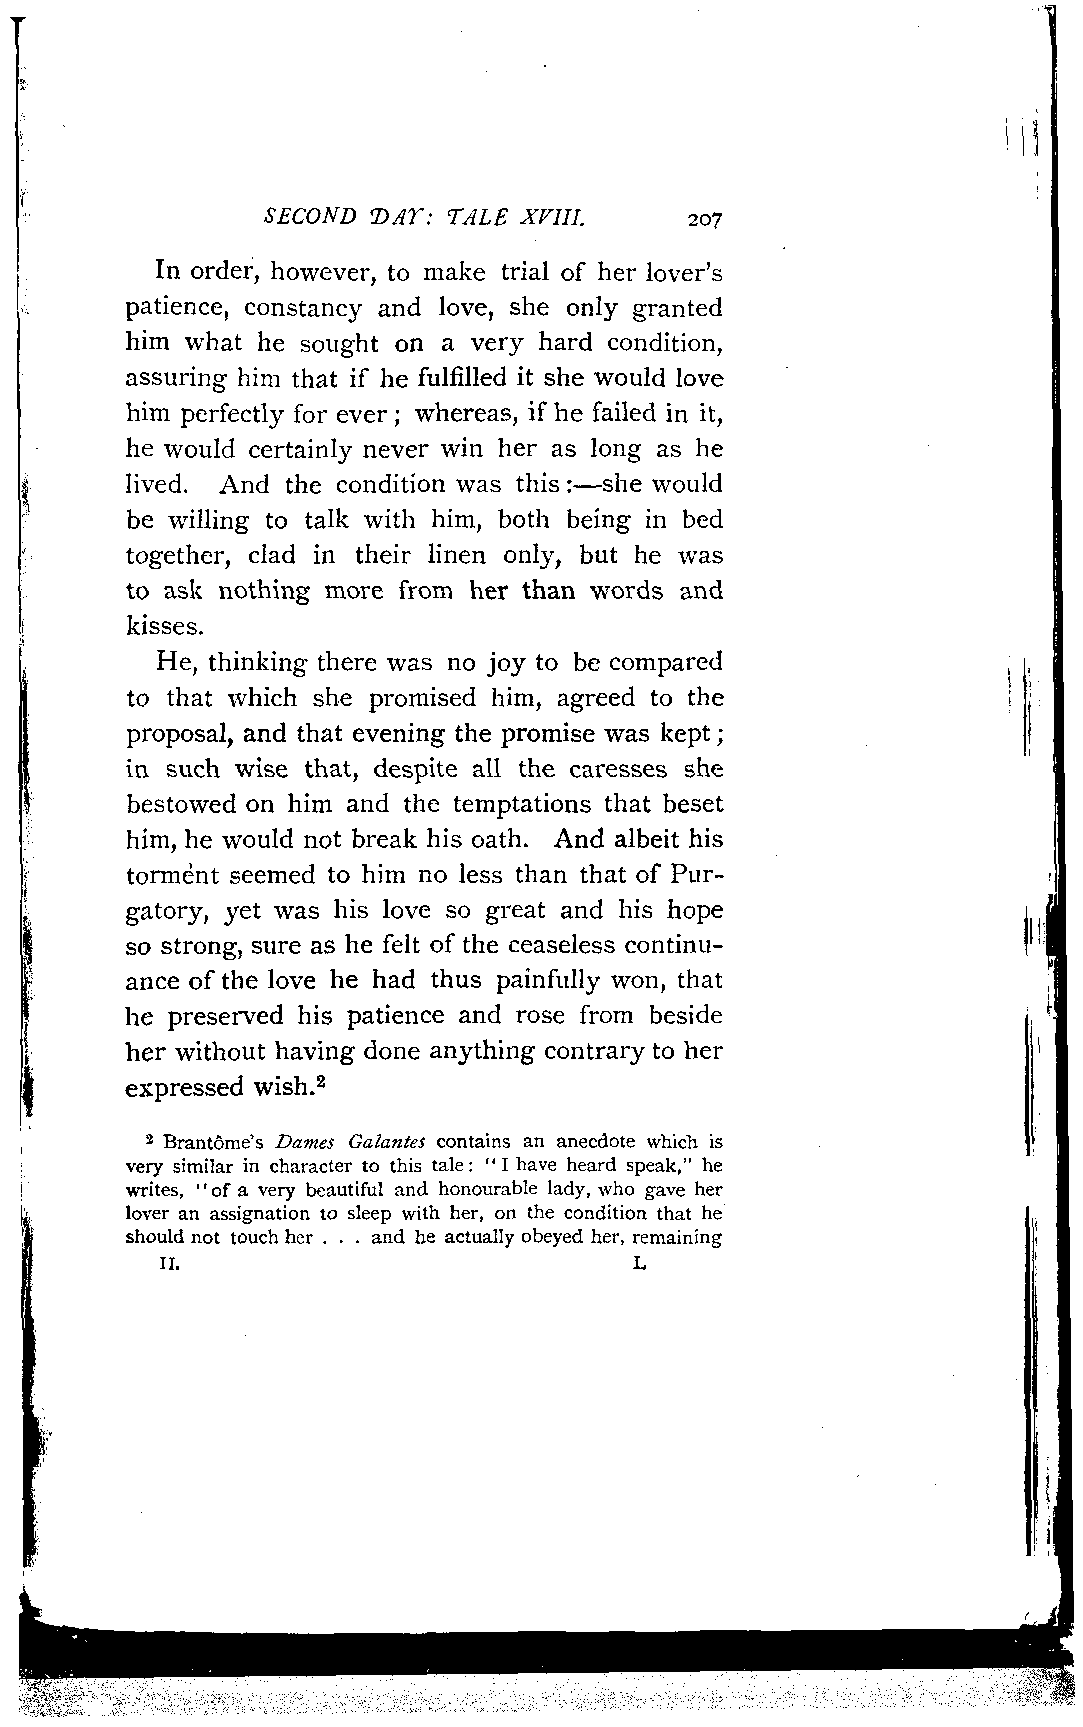 SECOND DAY: TALE XVIII. 207
In order, however, to make trial of her lover's
patience, constancy and love, she only granted
him what he sought on a very hard condition,
assuring him that if he fulfilled it she would love
him perfectly for ever ; whereas, if he failed in it,
he would certainly never win her as long as he
lived. And the condition was this :—she would
be willing to talk with him, both being in bed
together, clad in their linen only, but he was
to ask nothing more from her than words and
kisses.
He, thinking there was no joy to be compared
to that which she promised him, agreed to the
proposal, and that evening the promise was kept ;
in such wise that, despite all the caresses she
bestowed on him and the temptations that beset
him, he would not break his oath. And albeit his
torment seemed to him no less than that of Pur-
gatory, yet was his love so great and his hope
so strong, sure as he felt of the ceaseless continu-
ance of the love he had thus painfully won, that
he preserved his patience and rose from beside
her without having done anything contrary to her
expressed wish.²
² Brantôme's Dames Galantes contains an anecdote which is
very similar in character to this tale : "I have heard speak," he
writes, "of a very beautiful and honourable lady, who gave her
lover an assignation to sleep with her, on the condition that he
should not touch her . . . and he actually obeyed her, remaining
II. L